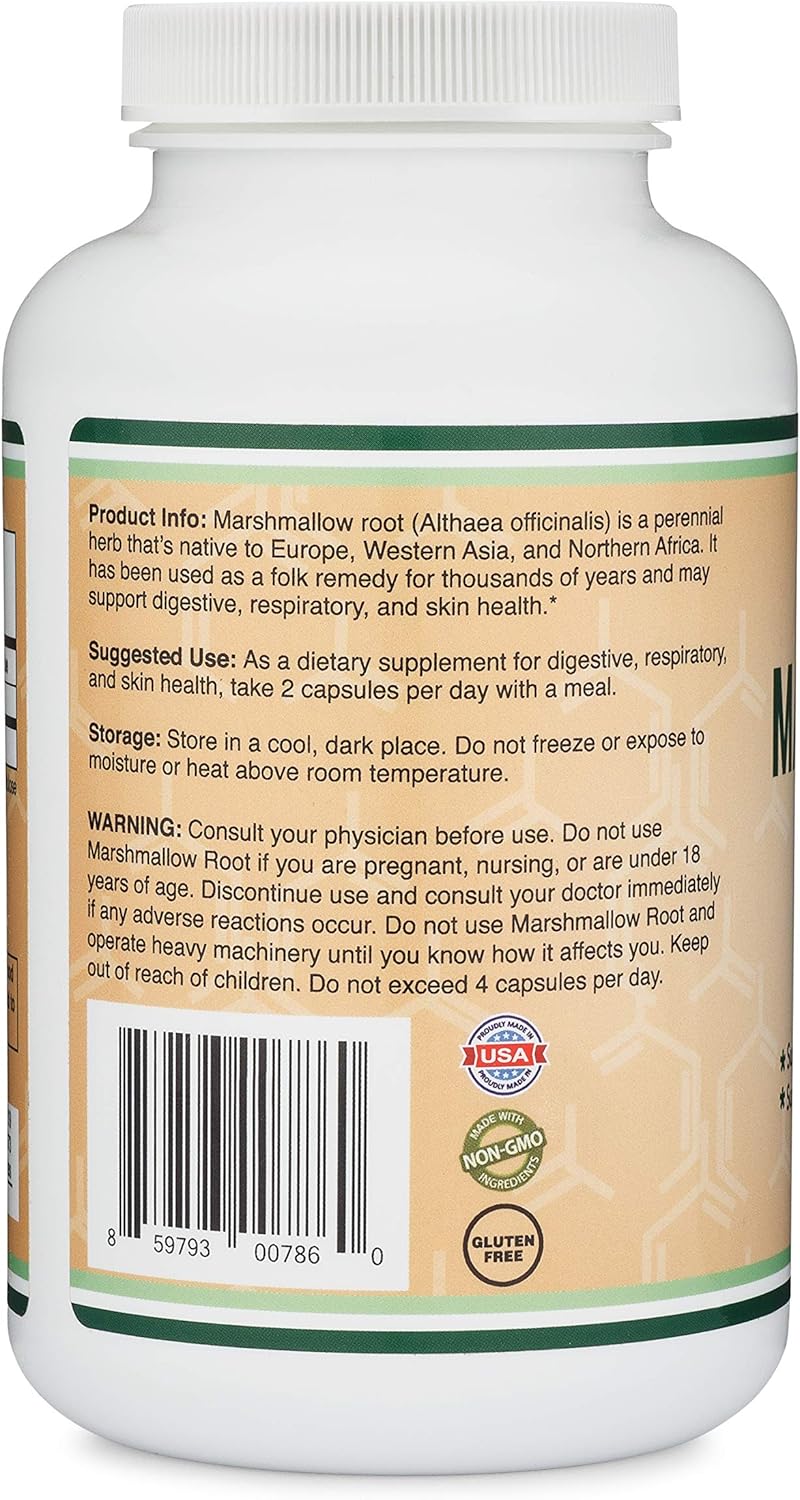 Product Info: Marshmallow root (Althaea officinalis) is a perennial
herb that's native to Europe, Western Asia, and Northern Africa. It
has been used as a folk remedy for thousands of years and may
support digestive, respiratory, and skin health.*
Suggested Use: As a dietary supplement for digestive, respiratory,
and skin health, take 2 capsules per day with a meal.
Storage: Store in a cool, dark place. Do not freeze or expose to
moisture or heat above room temperature.
WARNING: Consult your physician before use. Do not use
Marshmallow Root if you are pregnant, nursing, or are under 18
years of age. Discontinue use and consult your doctor immediately
if any adverse reactions occur. Do not use Marshmallow Root and
operate heavy machinery until you know how it affects you. Keep
out of reach of children. Do not exceed 4 capsules per day.
PROUDLY MADE IN
USA
PROUDLY MADE IN
MADE WITH
NON-GMO
INGREDIENTS
GLUTEN
FREE
8 59793 00786 0